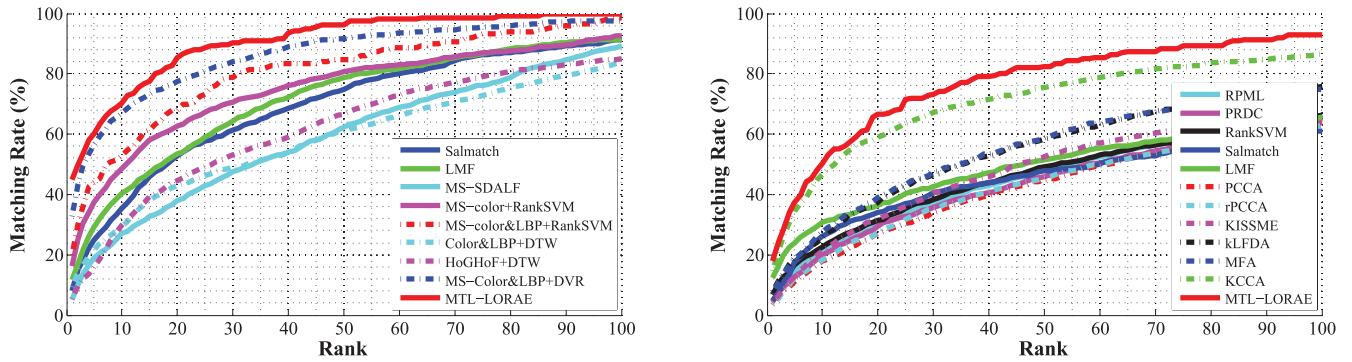 100
80
60
40
20
0
Matching Rate (%)
0
10
20
30
40
50
60
70
80
90
100
Rank
Salmatch
LMF
MS−SDALF
MS−color+RankSVM
MS−color&LBP+RankSVM
Color&LBP+DTW
HoGHoF+DTW
MS−Color&LBP+DVR
MTL−LORAE
100
80
60
40
20
0
Matching Rate (%)
0
10
20
30
40
50
60
70
80
90
100
Rank
RPML
PRDC
RankSVM
Salmatch
LMF
PCCA
rPCCA
KISSME
kLFDA
MFA
KCCA
MTL−LORAE